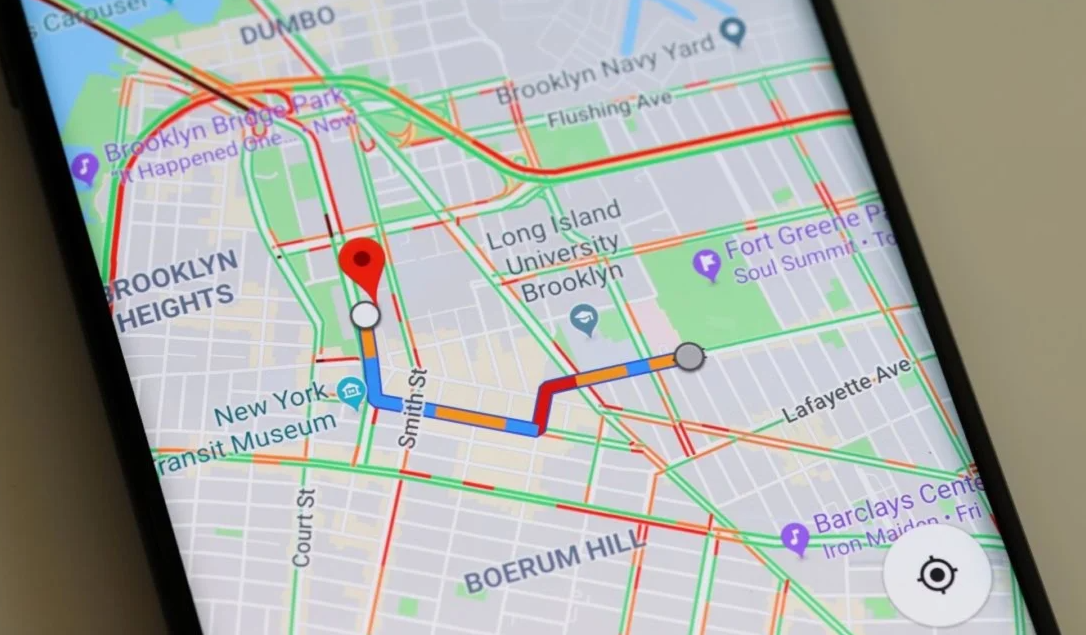 s Carousel
DUMBO
Brooklyn Navy Yard
Flushing Ave
Brooklyn Bridge Park
"It Happened One... • Now
Long Island
University
Brooklyn
Fort Greene Pa
Soul Summit • To
BROOKLYN
HEIGHTS
New York
Transit Museum
Smith St
Lafayette Ave
Court St
Barclays Cente
Iron Maiden • Fri
BOERUM HILL